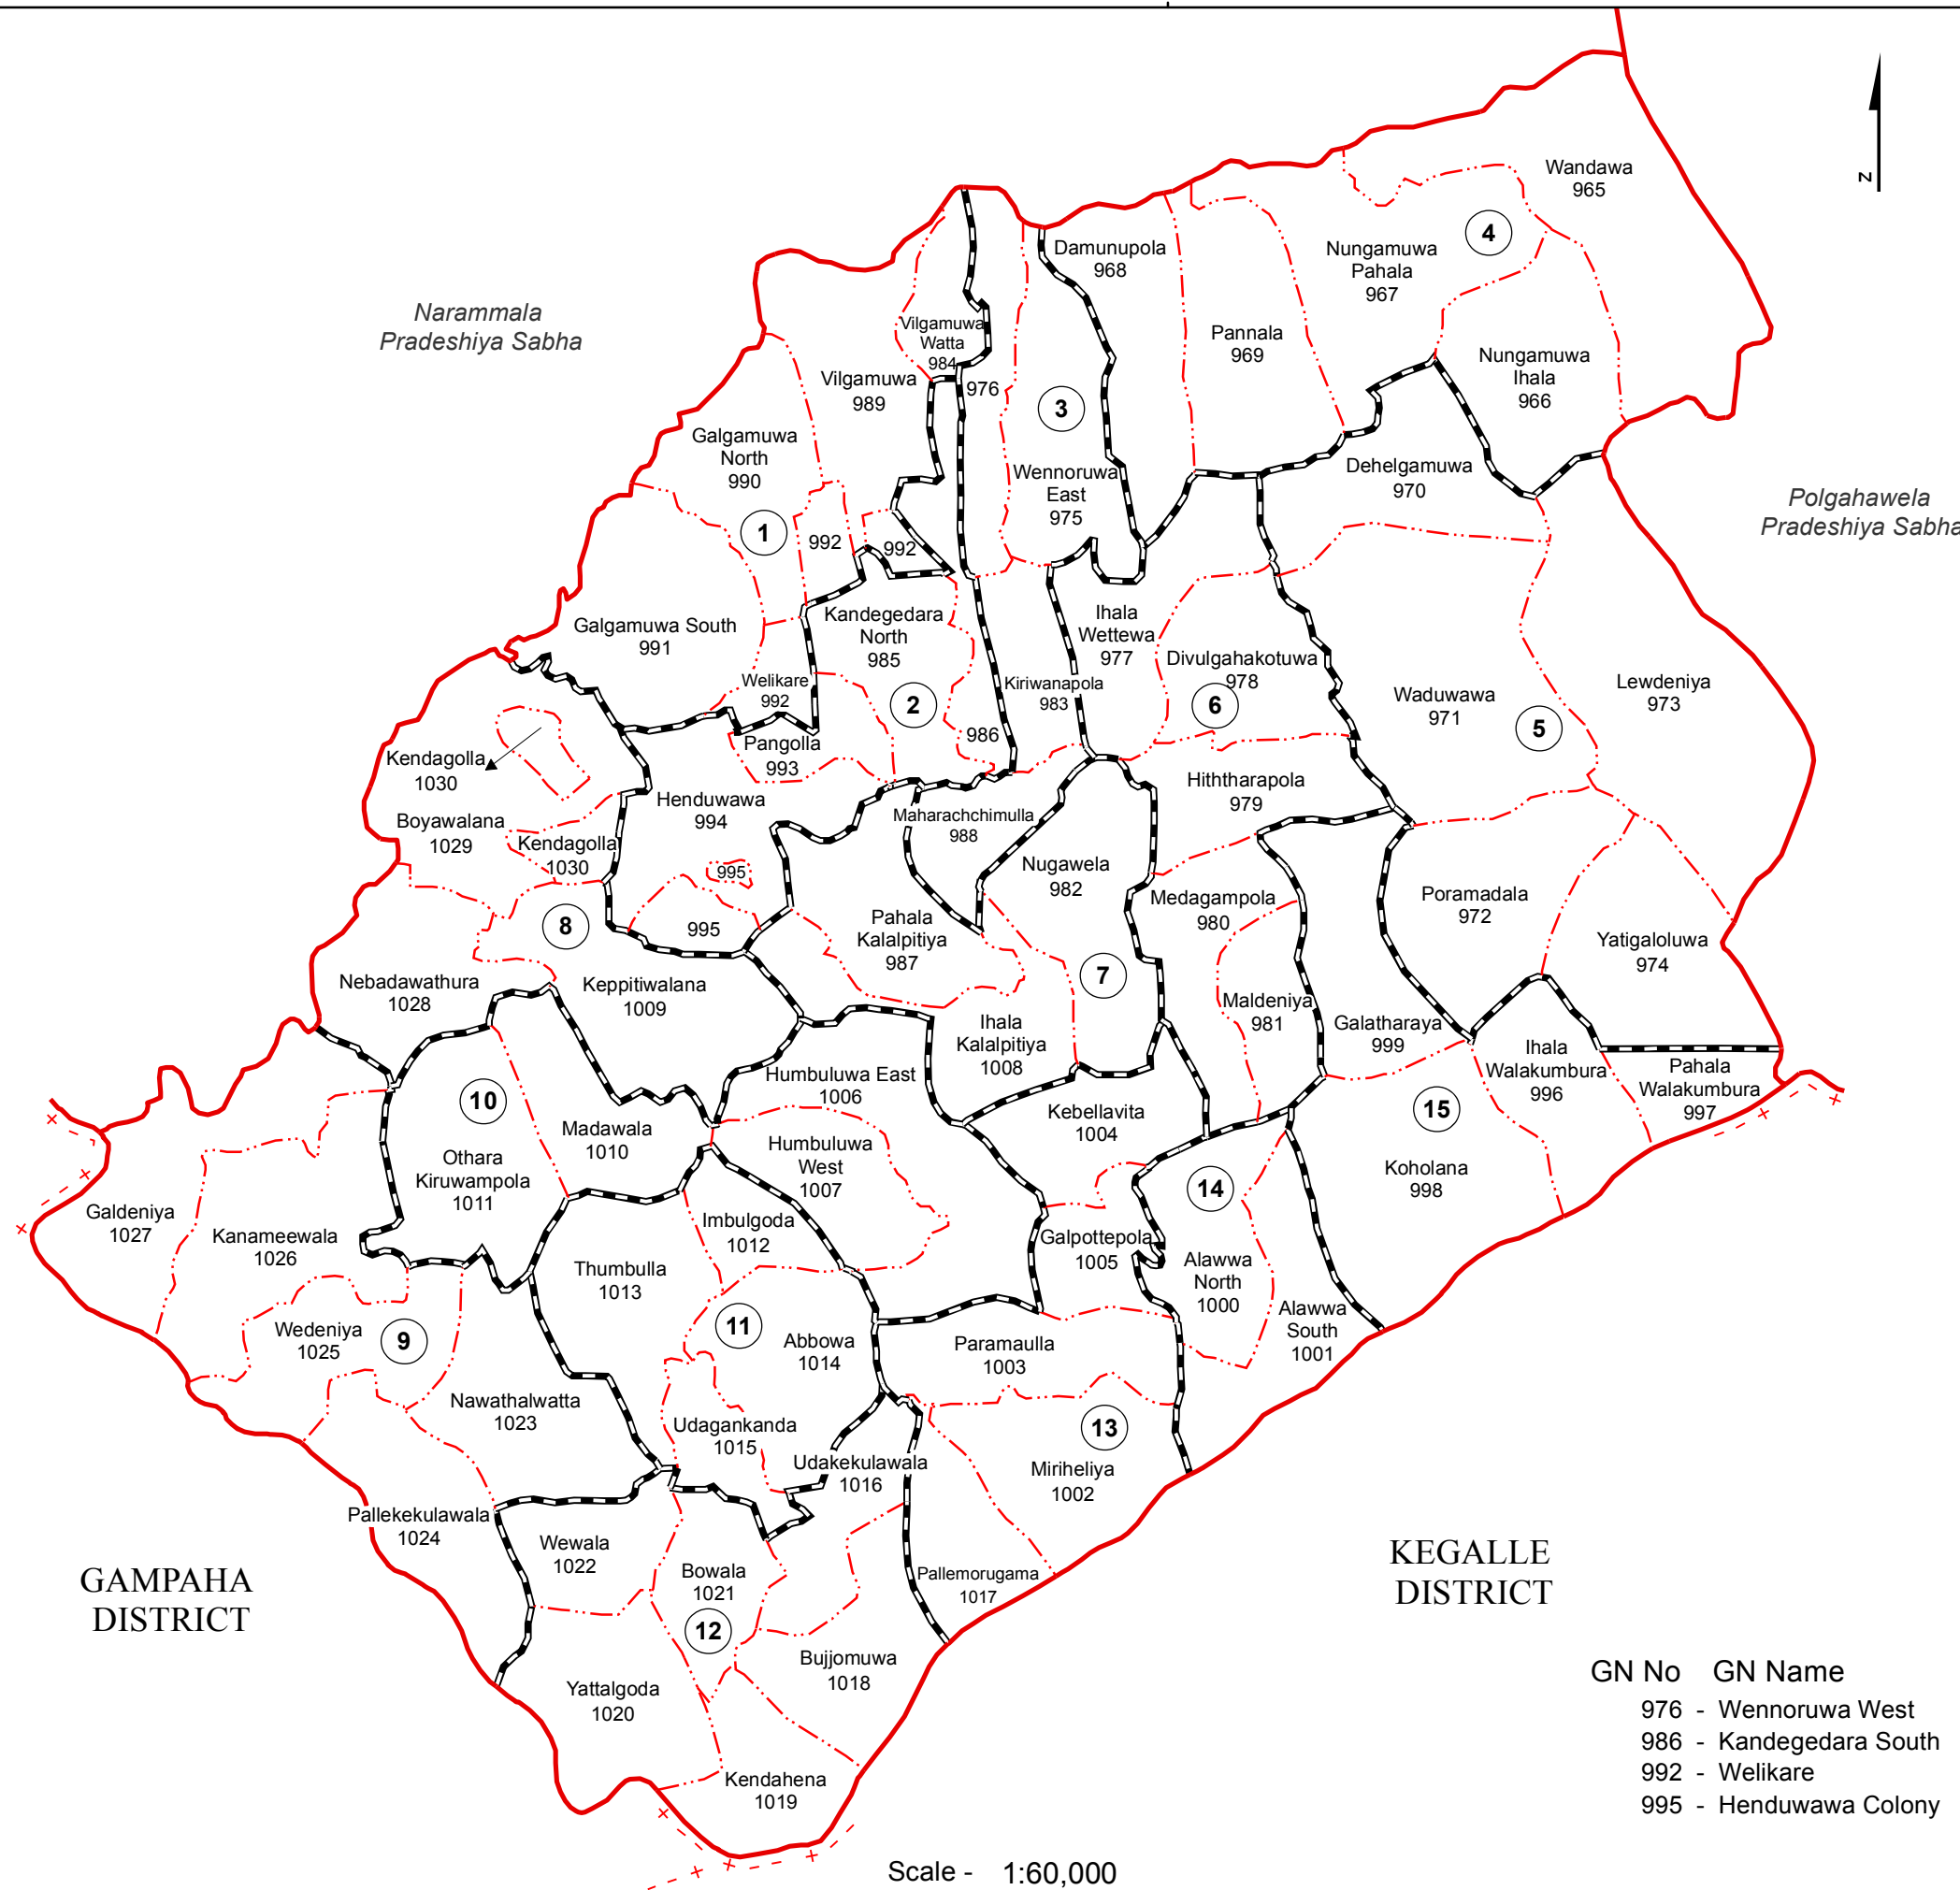 N
Narammala
Pradeshiya Sabha
Polgahawela
Pradeshiya Sabha
GAMPAHA
DISTRICT
KEGALLE
DISTRICT
Wandawa
965
4
Nungamuwa
Pahala
967
Nungamuwa
Ihala
966
Damunupola
968
Pannala
969
Vilgamuwa
Watta
984
Vilgamuwa
989
976
3
Galgamuwa
North
990
Wennoruwa
East
975
Dehelgamuwa
970
1
992
992
Galgamuwa South
991
Kandegedara
North
985
Ihala
Wettewa
977
Divulgahakotuwa
978
6
Welikare
992
2
Kiriwanapola
983
986
Waduwawa
971
5
Lewdeniya
973
Kendagolla
1030
Pangolla
993
Henduwawa
994
Hiththarapola
979
Boyawalana
1029
Kendagolla
1030
Maharachchimulla
988
Nugawela
982
995
995
Medagampola
980
Poramadala
972
Yatigaloluwa
974
8
Pahala
Kalalpitiya
987
7
Nebadawathura
1028
Keppitiwalana
1009
Maldeniya
981
Galatharaya
999
Ihala
Kalalpitiya
1008
Ihala
Walakumbura
996
Pahala
Walakumbura
997
Humbuluwa East
1006
10
Madawala
1010
Kebellavita
1004
15
Othara
Kiruwampola
1011
Humbuluwa
West
1007
Koholana
998
14
Galdeniya
1027
Kanameewala
1026
Imbulgoda
1012
Galpottepola
1005
Alawwa
North
1000
Thumbulla
1013
Alawwa
South
1001
Wedeniya
1025
9
11
Abbowa
1014
Paramaulla
1003
Nawathalwatta
1023
Udagankanda
1015
13
Udakekulawala
1016
Miriheliya
1002
Pallekekulawala
1024
Wewala
1022
Bowala
1021
12
Pallemorugama
1017
Bujjomuwa
1018
Yattalgoda
1020
Kendahena
1019
GN No GN Name
976 - Wennoruwa West
986 - Kandegedara South
992 - Welikare
995 - Henduwawa Colony
Scale - 1:60,000